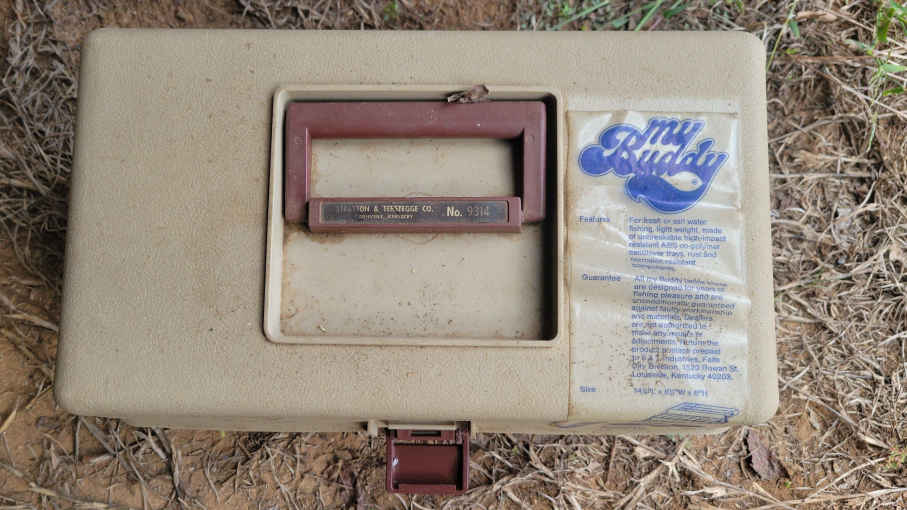 my
Buddy
STRATTON & TERSTEGGE CO.
LOUISVILLE, KENTUCKY
No. 9314
Features For fresh or salt water
fishing, light weight, made
of unbreakable high-impact
resistant ABS co-polymer
cantilever trays, rust and
corrosion resistant
Guarantee All my Buddy tackle boxes
are designed for years of
fishing pleasure and are
unconditionally guaranteed
against faulty workmanship
and materials. Dealers
are not authorized to
make any repairs or
adjustments, return the
product postage prepaid
to S & T Industries, Falls
City Division, 1520 Rowan St.
Louisville, Kentucky 40203.
Size